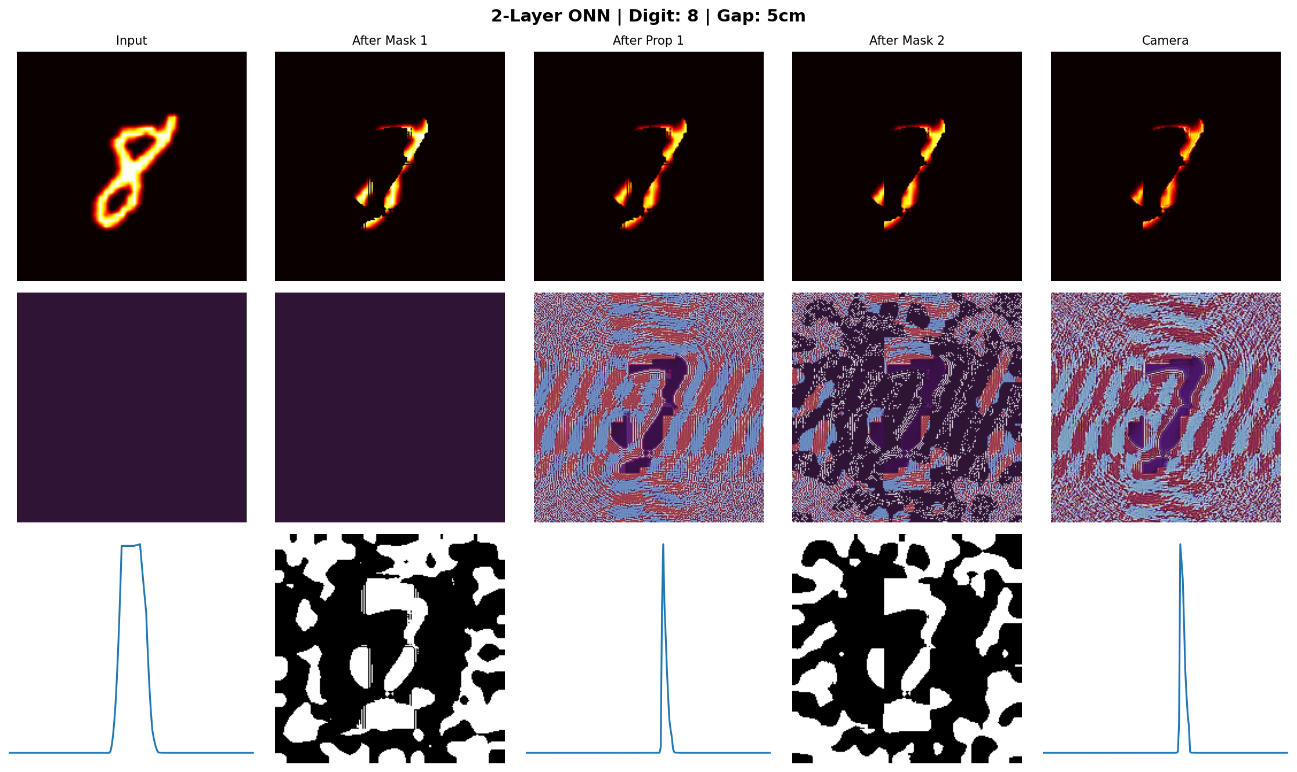 2-Layer ONN | Digit: 8 | Gap: 5cm
Input
After Mask 1
After Prop 1
After Mask 2
Camera